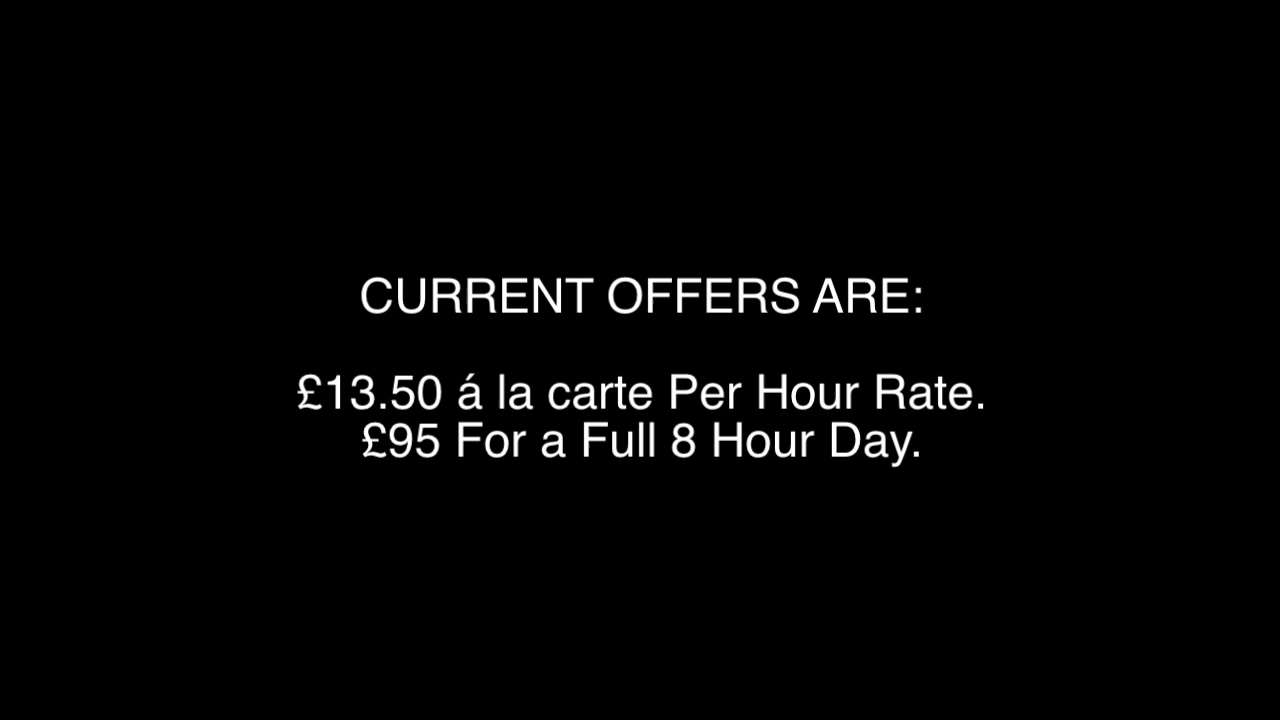 CURRENT OFFERS ARE:
£13.50 á la carte Per Hour Rate.
£95 For a Full 8 Hour Day.